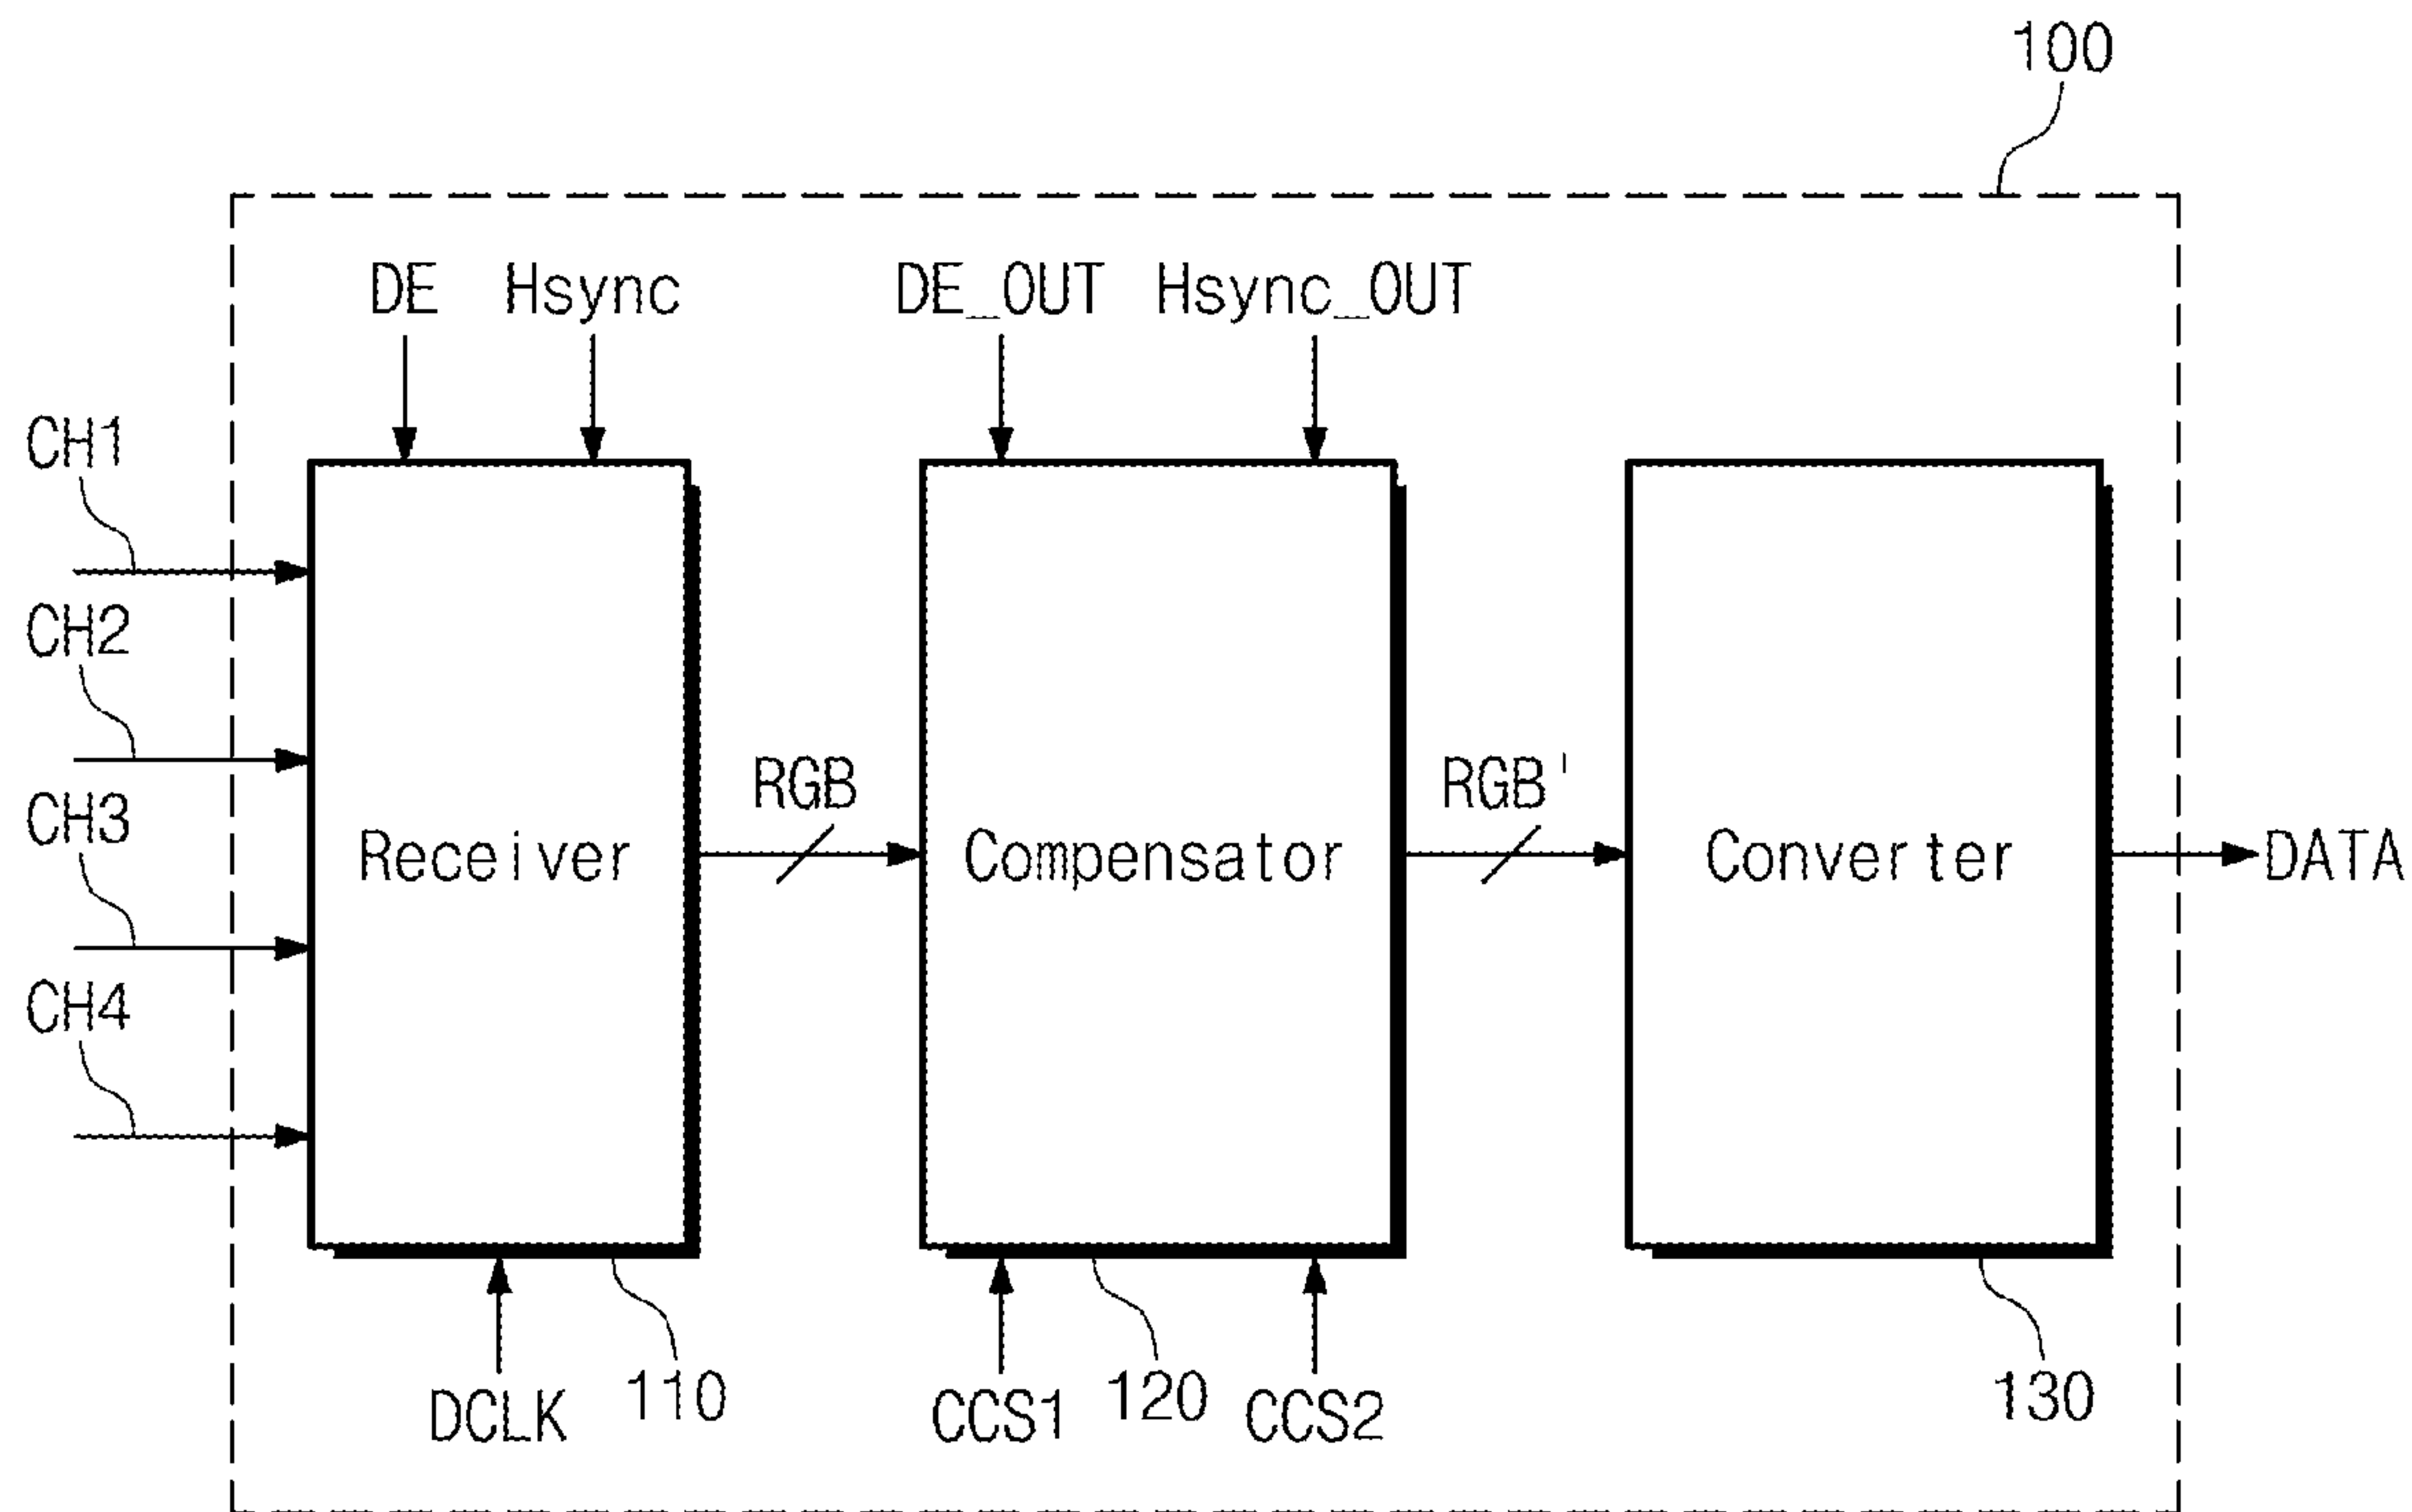 100
DE Hsync DE_OUT Hsync_OUT
CH1
CH2
RGB RGB'
CH3
Receiver Compensator Converter DATA
CH4
DCLK 110 CCS1 120 CCS2 130